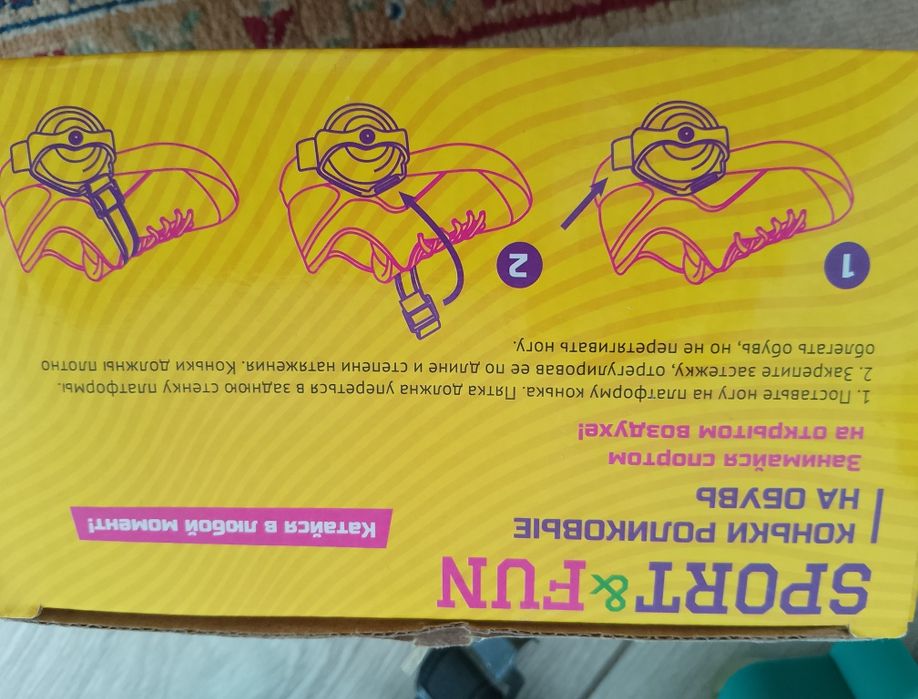 SPORT & FUN
КОНЬКИ РОЛИКОВЫЕ
НА ОБУВЬ
Катайся в любой момент!
Занимайся спортом
на открытом воздухе!
1. Поставьте ногу на платформу конька. Пятка должна упереться в заднюю стенку платформы.
2. Закрепите застежку, отрегулировав ее по длине и степени натяжения. Коньки должны плотно
облегать обувь, но не перетягивать ногу.
1
2